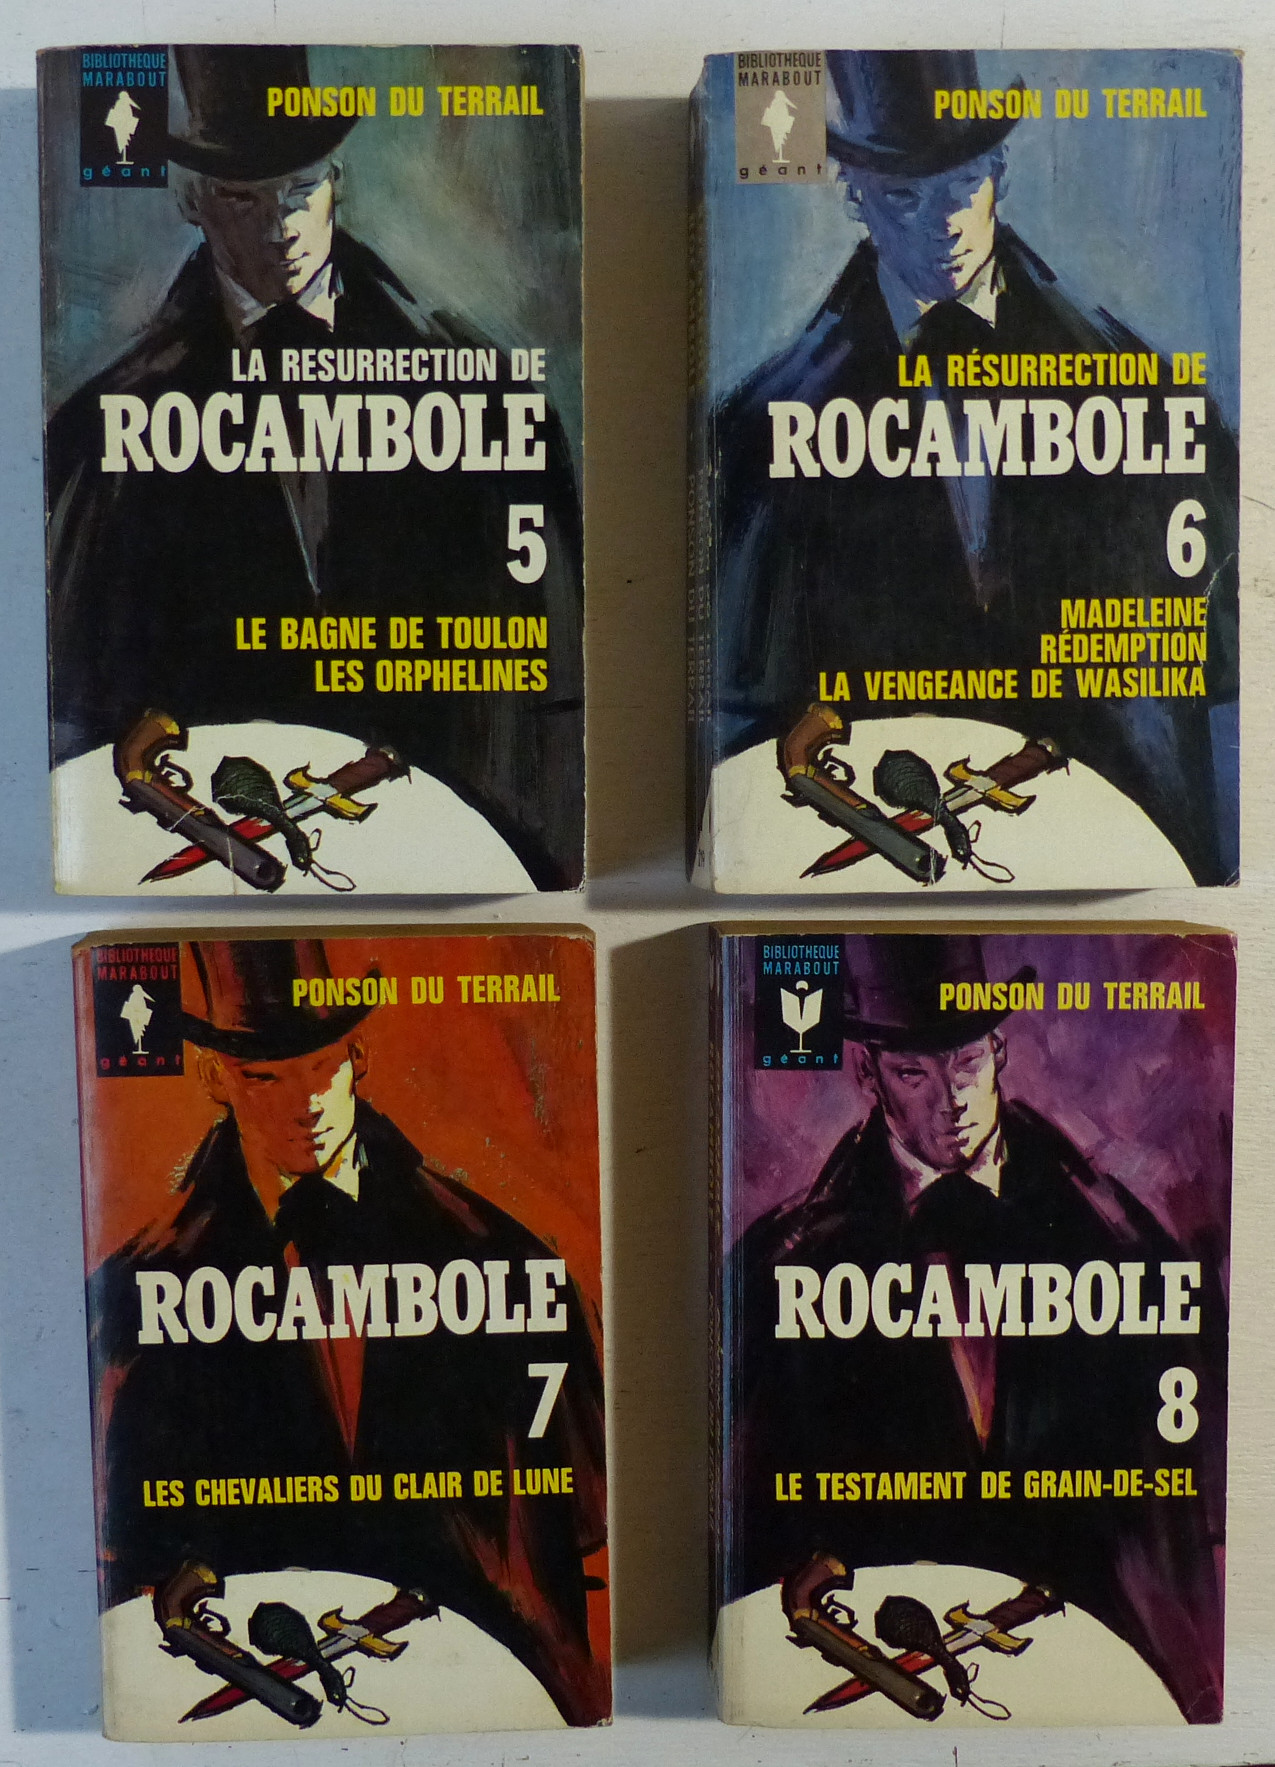 BIBLIOTHEQUE
MARABOUT
géant
PONSON DU TERRAIL
LA RESURRECTION DE
ROCAMBOLE
5
LE BAGNE DE TOULON
LES ORPHELINES
BIBLIOTHEQUE
MARABOUT
géant
PONSON DU TERRAIL
LA RÉSURRECTION DE
ROCAMBOLE
6
MADELEINE
RÉDEMPTION
LA VENGEANCE DE WASILIKA
PONSON DU TERRAIL
BIBLIOTHEQUE
MARABOUT
géant
PONSON DU TERRAIL
ROCAMBOLE
7
LES CHEVALIERS DU CLAIR DE LUNE
BIBLIOTHEQUE
MARABOUT
géant
PONSON DU TERRAIL
ROCAMBOLE
8
LE TESTAMENT DE GRAIN-DE-SEL